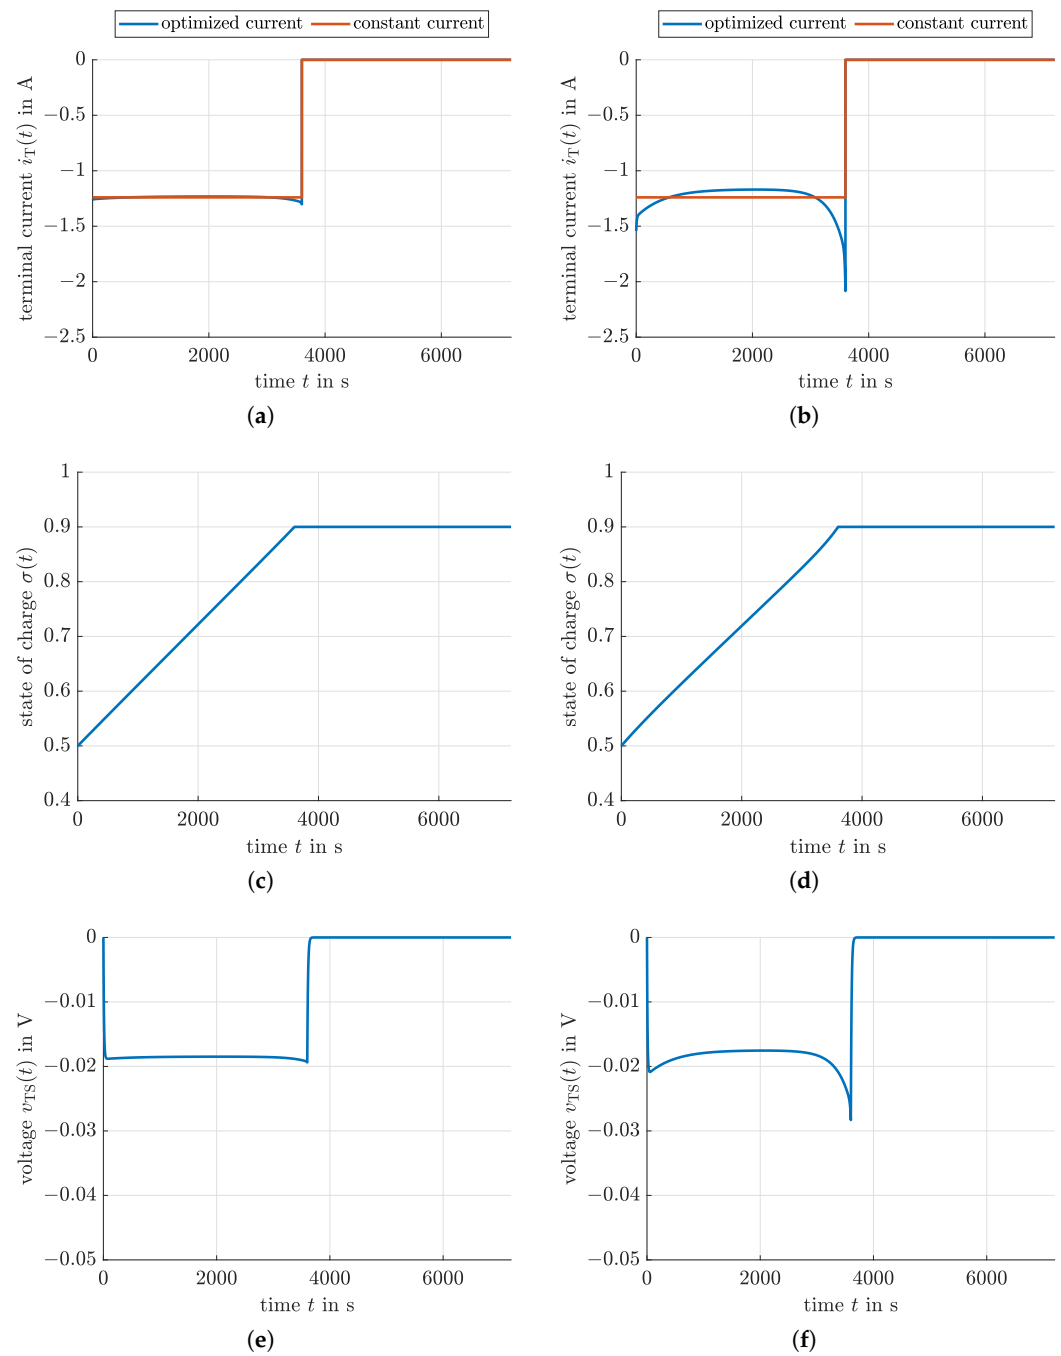 optimized current constant current
optimized current constant current
0
−0.5
−1
−1.5
−2
−2.5
terminal current i_T(t) in A
0 2000 4000 6000
time t in s
(a)
0
−0.5
−1
−1.5
−2
−2.5
terminal current i_T(t) in A
0 2000 4000 6000
time t in s
(b)
1
0.9
0.8
0.7
0.6
0.5
0.4
state of charge σ(t)
0 2000 4000 6000
time t in s
(c)
1
0.9
0.8
0.7
0.6
0.5
0.4
state of charge σ(t)
0 2000 4000 6000
time t in s
(d)
0
−0.01
−0.02
−0.03
−0.04
−0.05
voltage v_TS(t) in V
0 2000 4000 6000
time t in s
(e)
0
−0.01
−0.02
−0.03
−0.04
−0.05
voltage v_TS(t) in V
0 2000 4000 6000
time t in s
(f)